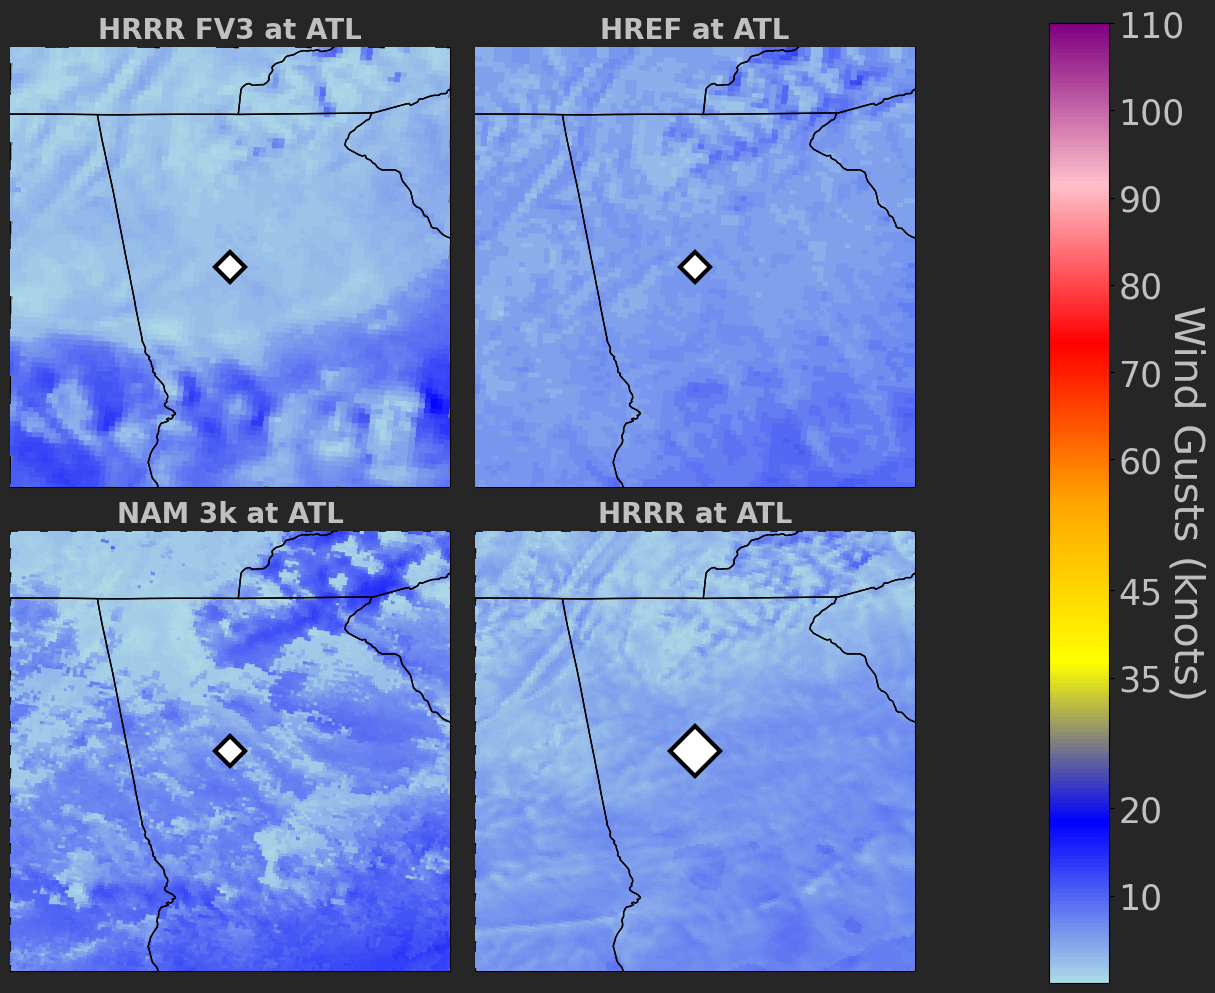 HRRR FV3 at ATL
HREF at ATL
NAM 3k at ATL
HRRR at ATL
110
100
90
80
70
60
45
35
20
10
Wind Gusts (knots)